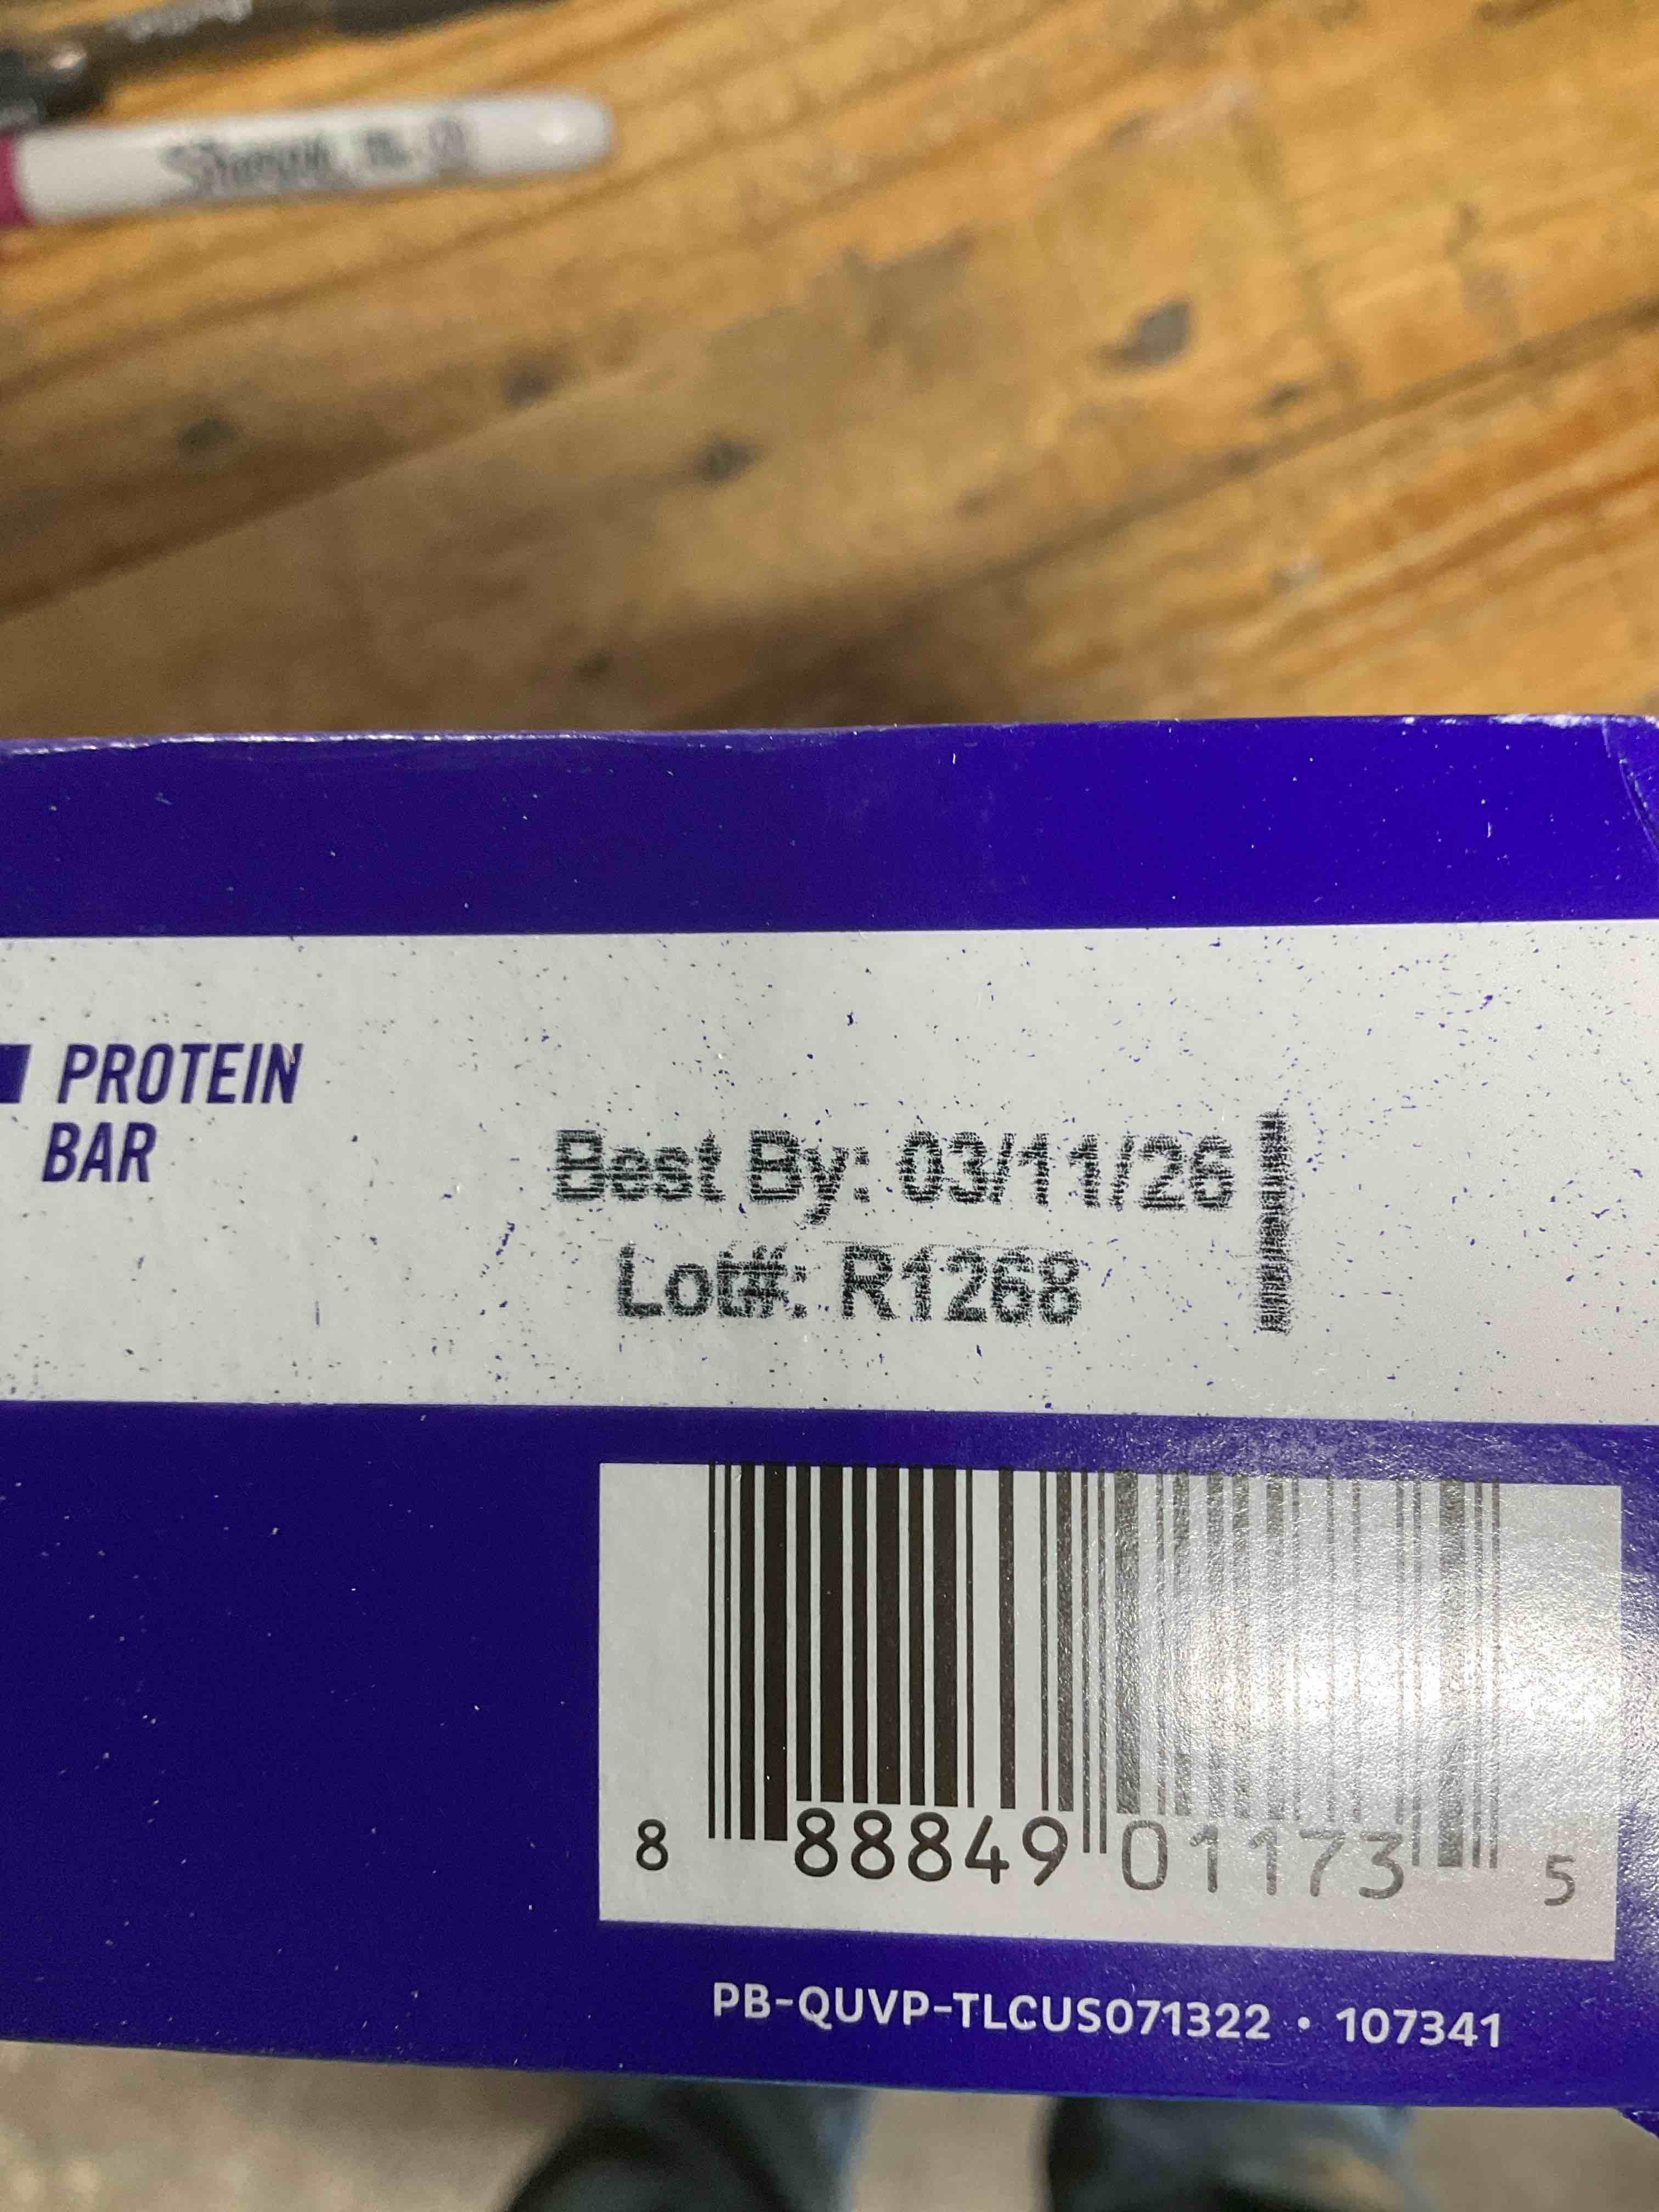 Sharpie
PROTEIN
BAR
Best By: 03/11/26
Lot#: R1268
8 88849 01173 5
PB-QUVP-TLCUS071322 • 107341